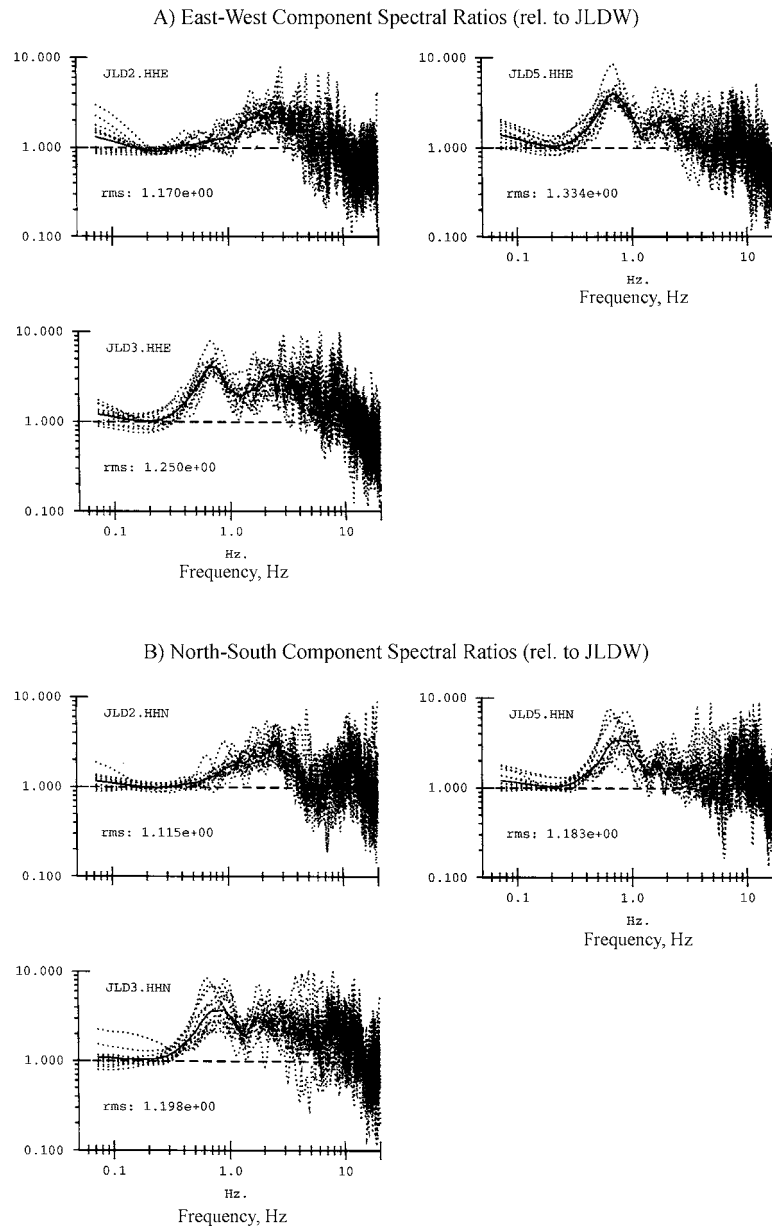 A) East-West Component Spectral Ratios (rel. to JLDW)
10.000
JLD2.HHE
1.000
rms: 1.170e+00
0.100
10.000
JLD5.HHE
1.000
rms: 1.334e+00
0.100
0.1 1.0 10
Hz.
Frequency, Hz
10.000
JLD3.HHE
1.000
rms: 1.250e+00
0.100
0.1 1.0 10
Hz.
Frequency, Hz
B) North-South Component Spectral Ratios (rel. to JLDW)
10.000
JLD2.HHN
1.000
rms: 1.115e+00
0.100
10.000
JLD5.HHN
1.000
rms: 1.183e+00
0.100
0.1 1.0 10
Hz.
Frequency, Hz
10.000
JLD3.HHN
1.000
rms: 1.198e+00
0.100
0.1 1.0 10
Hz.
Frequency, Hz